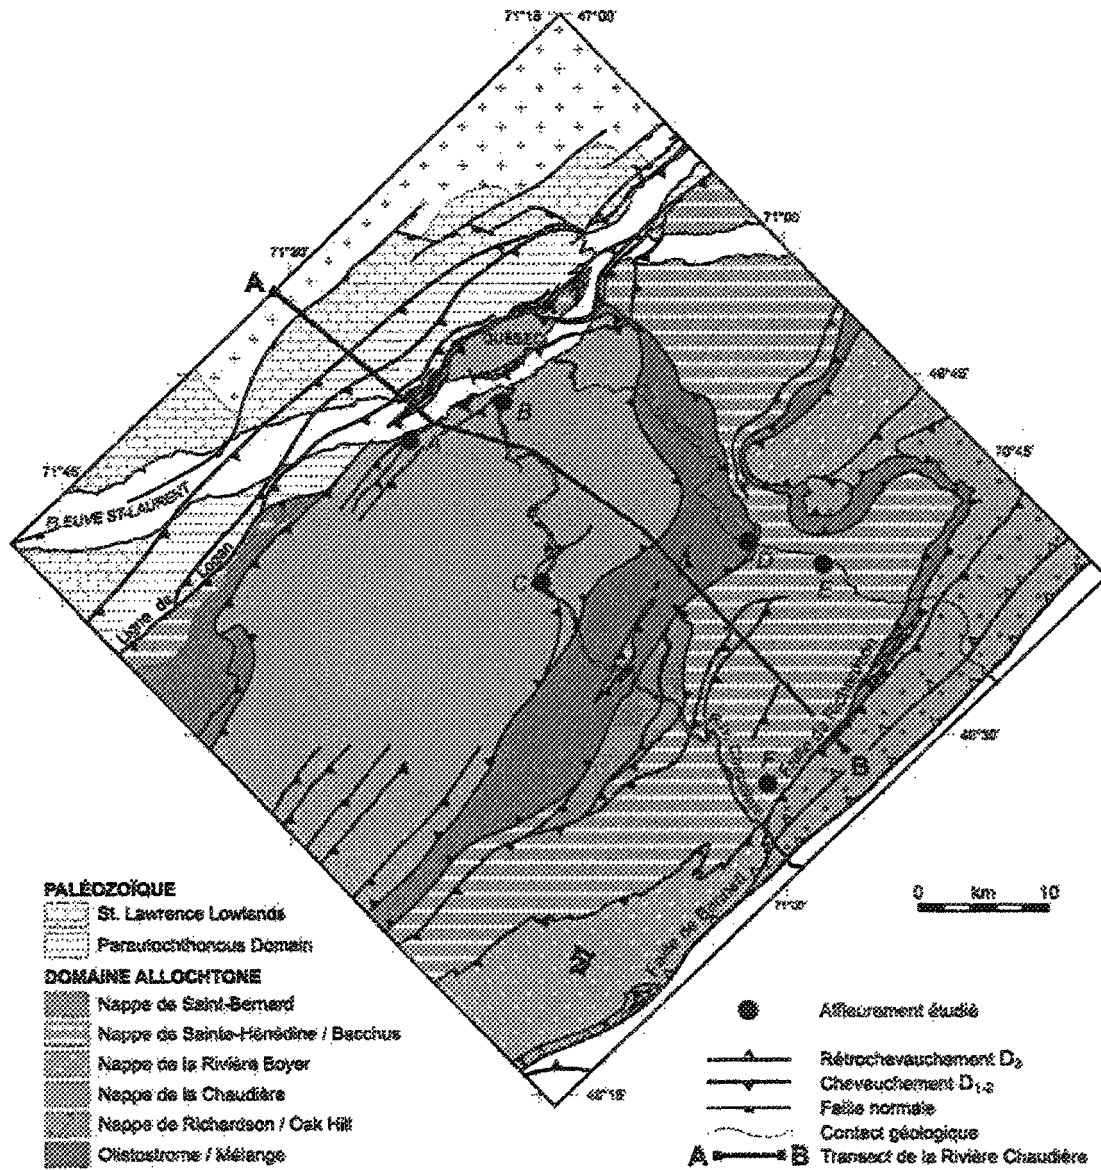 71°15' 47°00'
71°00'
71°30'
A
QUÉBEC
46°45'
B
71°45'
70°45'
FLEUVE ST-LAURENT
Ligne de Logan
D
E
C
B
F
71°00'
Faille de
PALÉOZOÏQUE
St. Lawrence Lowlands
Parautochthonous Domain
DOMAINE ALLOCHTONE
Nappe de Saint-Bernard
Nappe de Sainte-Hénédine / Bacchus
Nappe de la Rivière Boyer
Nappe de la Chaudière
Nappe de Richardson / Oak Hill
Olistostrome / Mélange
0 km 10
Affleurement étudié
Rétrochevauchement D3
Chevauchement D1-2
Faille normale
Contact géologique
A B Transect de la Rivière Chaudière
46°15'